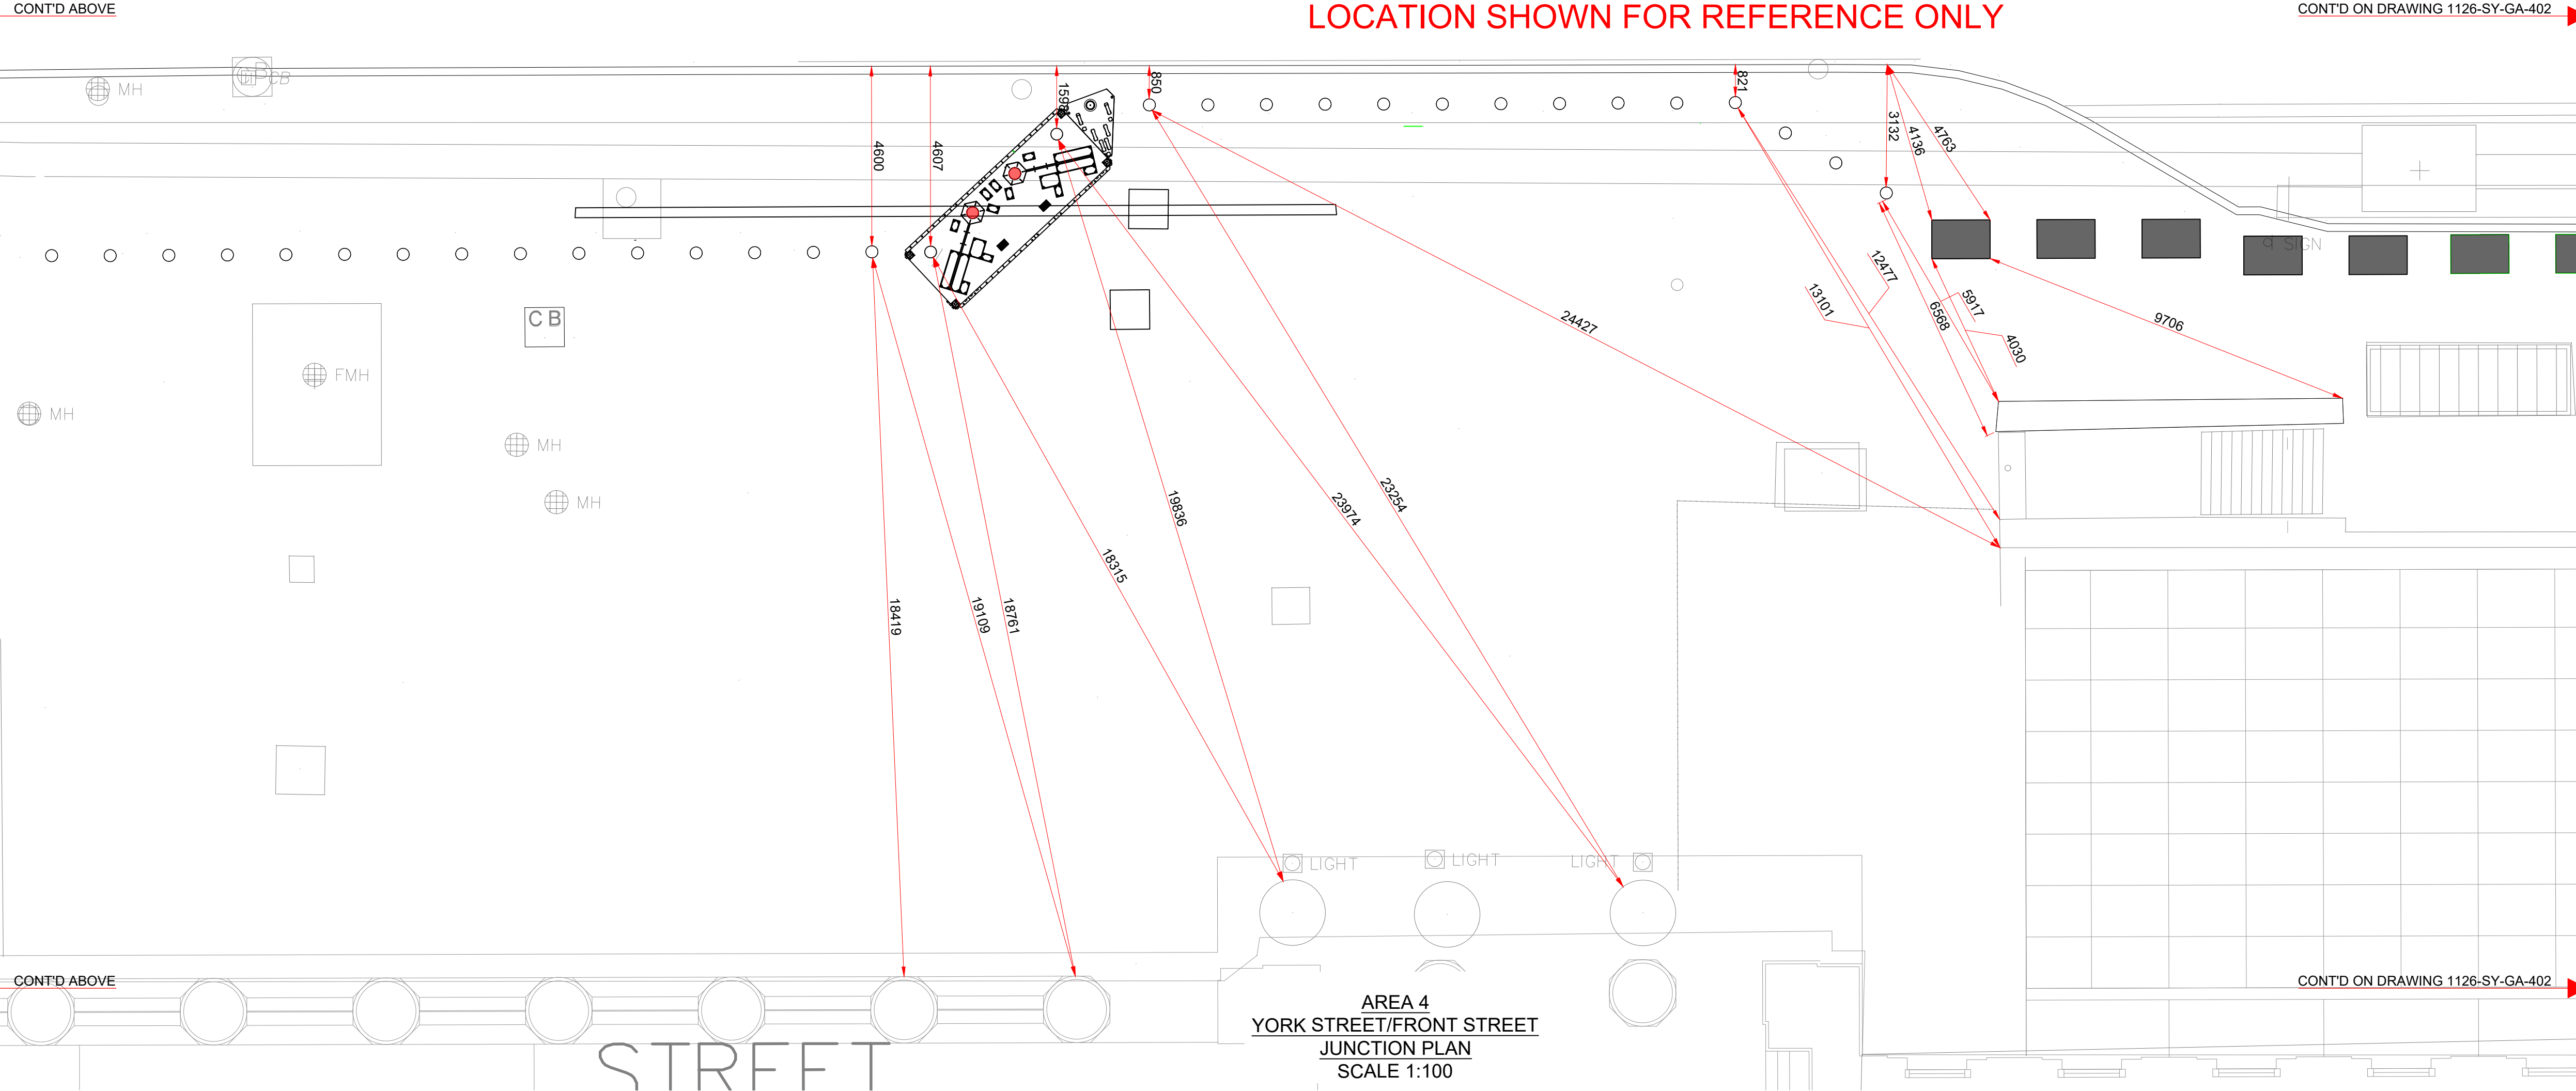 CONT'D ABOVE
LOCATION SHOWN FOR REFERENCE ONLY
CONT'D ON DRAWING 1126-SY-GA-402
MH
CB
850
821
3132
4136
4763
4600
4607
SIGN
12477
13101
5917
6568
4030
9706
24427
CB
FMH
MH
MH
MH
19836
23974
23254
18315
18419
19109
18761
LIGHT
LIGHT
LIGHT
CONT'D ABOVE
CONT'D ON DRAWING 1126-SY-GA-402
AREA 4
YORK STREET/FRONT STREET
JUNCTION PLAN
SCALE 1:100
STREET